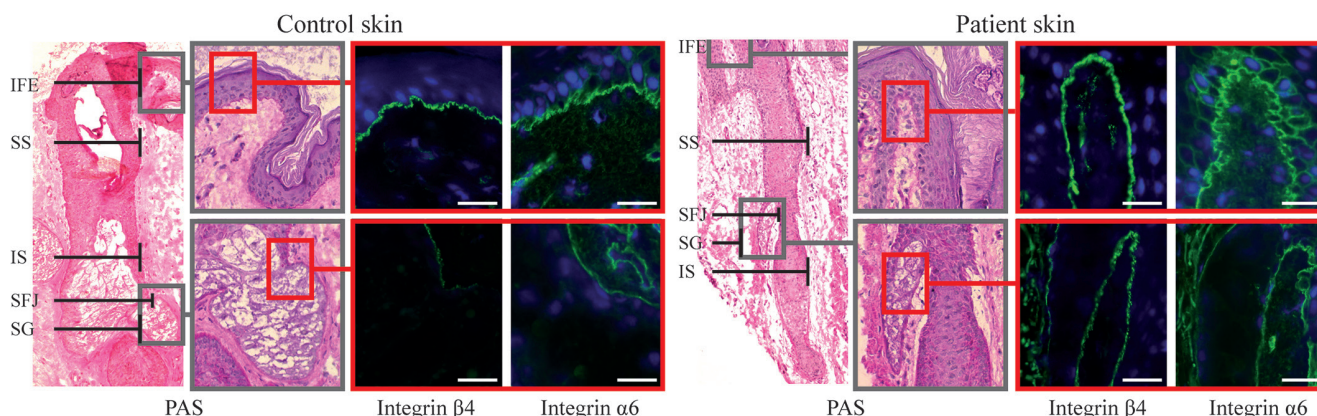 Control skin
Patient skin
IFE
SS
IS
SFJ
SG
IFE
SS
SFJ
SG
IS
PAS
Integrin β4
Integrin α6
PAS
Integrin β4
Integrin α6